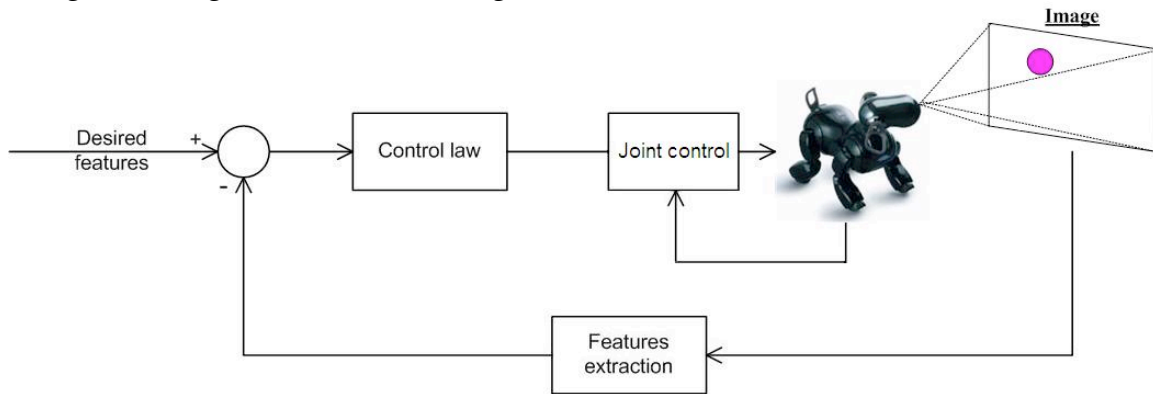 Image
Desired
features
+
-
Control law
Joint control
Features
extraction